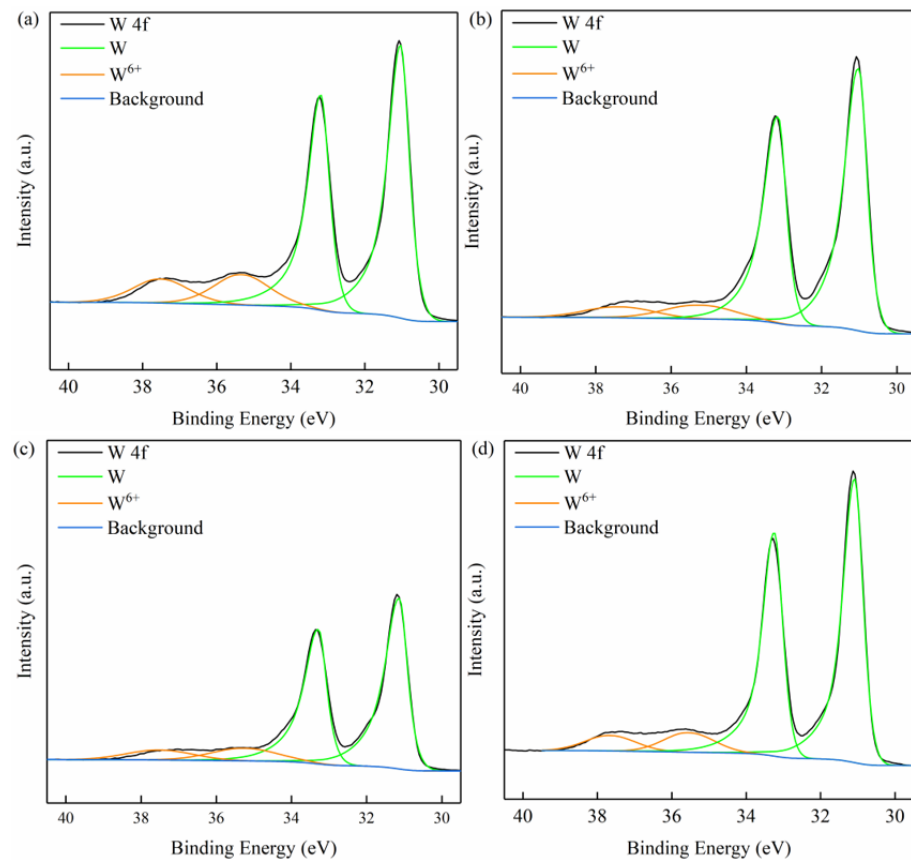 (a)
W 4f
W
W⁶⁺
Background
Intensity (a.u.)
40 38 36 34 32 30
Binding Energy (eV)
(b)
W 4f
W
W⁶⁺
Background
Intensity (a.u.)
40 38 36 34 32 30
Binding Energy (eV)
(c)
W 4f
W
W⁶⁺
Background
Intensity (a.u.)
40 38 36 34 32 30
Binding Energy (eV)
(d)
W 4f
W
W⁶⁺
Background
Intensity (a.u.)
40 38 36 34 32 30
Binding Energy (eV)